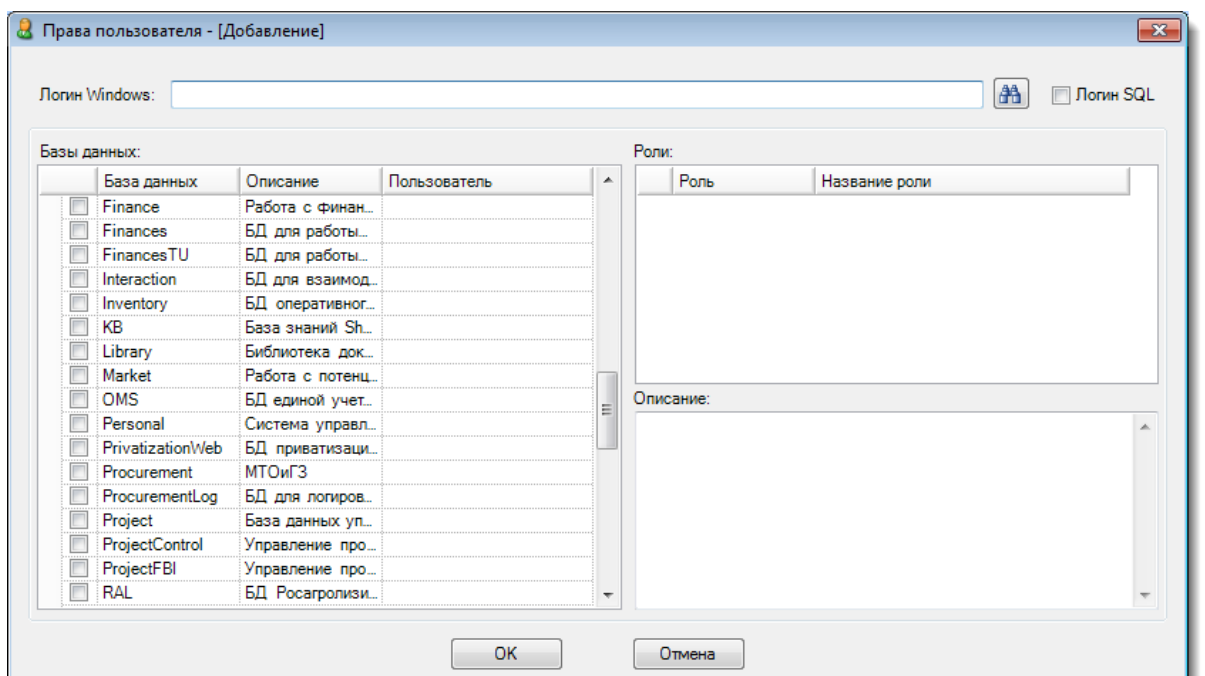 Права пользователя - [Добавление]
Логин Windows:
Логин SQL
Базы данных:
База данных Описание Пользователь
Finance Работа с финан...
Finances БД для работы...
FinancesTU БД для работы...
Interaction БД для взаимод...
Inventory БД оперативног...
KB База знаний Sh...
Library Библиотека док...
Market Работа с потенц...
OMS БД единой учет...
Personal Система управл...
PrivatizationWeb БД приватизаци...
Procurement МТОиГЗ
ProcurementLog БД для логиров...
Project База данных уп...
ProjectControl Управление про...
ProjectFBI Управление про...
RAL БД Росагролизи...
Роли:
Роль Название роли
Описание:
OK Отмена